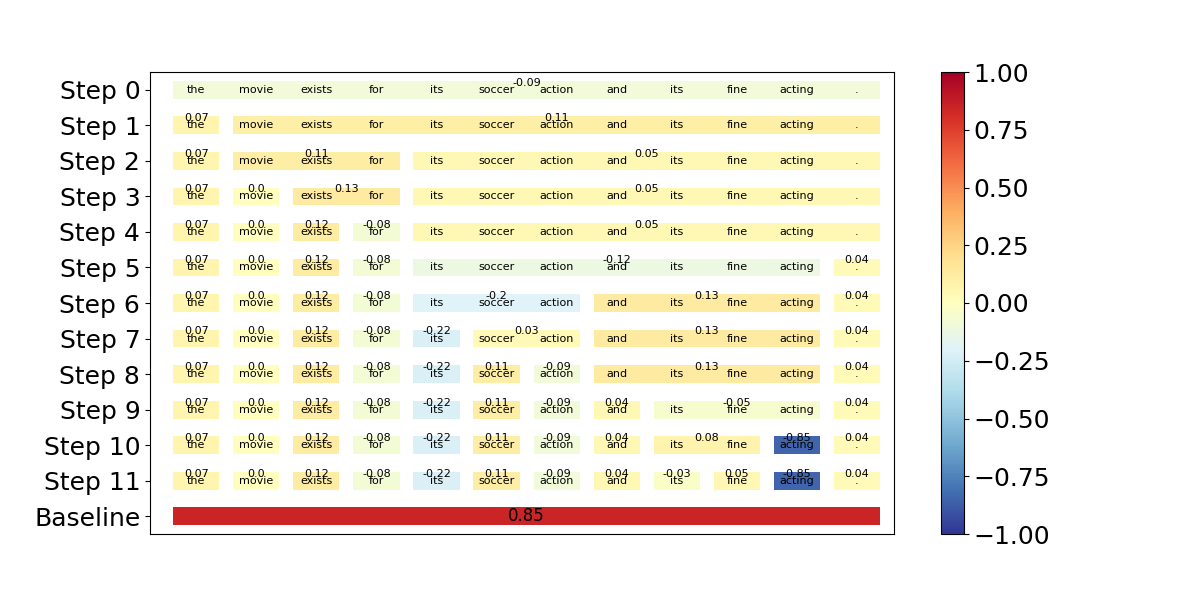 Step 0 the movie exists for its soccer action and its fine acting . -0.09
Step 1 the movie exists for its soccer action and its fine acting . 0.07 0.11
Step 2 the movie exists for its soccer action and its fine acting . 0.07 0.11 0.05
Step 3 the movie exists for its soccer action and its fine acting . 0.07 0.0 0.13 0.05
Step 4 the movie exists for its soccer action and its fine acting . 0.07 0.0 0.12 -0.08 0.05
Step 5 the movie exists for its soccer action and its fine acting . 0.07 0.0 0.12 -0.08 -0.12 0.04
Step 6 the movie exists for its soccer action and its fine acting . 0.07 0.0 0.12 -0.08 -0.2 0.13 0.04
Step 7 the movie exists for its soccer action and its fine acting . 0.07 0.0 0.12 -0.08 -0.22 0.03 0.13 0.04
Step 8 the movie exists for its soccer action and its fine acting . 0.07 0.0 0.12 -0.08 -0.22 0.11 -0.09 0.13 0.04
Step 9 the movie exists for its soccer action and its fine acting . 0.07 0.0 0.12 -0.08 -0.22 0.11 -0.09 0.04 -0.05 0.04
Step 10 the movie exists for its soccer action and its fine acting . 0.07 0.0 0.12 -0.08 -0.22 0.11 -0.09 0.04 0.08 -0.85 0.04
Step 11 the movie exists for its soccer action and its fine acting . 0.07 0.0 0.12 -0.08 -0.22 0.11 -0.09 0.04 -0.03 0.05 -0.85 0.04
Baseline 0.85
1.00
0.75
0.50
0.25
0.00
−0.25
−0.50
−0.75
−1.00